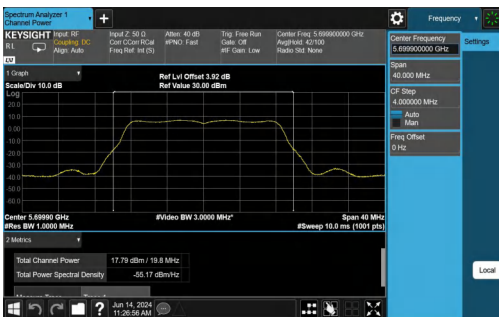 Spectrum Analyzer 1
Channel Power
Frequency
KEYSIGHT
RL
Input: RF
Coupling: DC
Align: Auto
Input Z: 50 Ω
Corr CCorr RCal
Freq Ref: Int (S)
Atten: 40 dB
#PNO: Fast
Trig: Free Run
Gate: Off
#IF Gain: Low
Center Freq: 5.699900000 GHz
Avg|Hold: 42/100
Radio Std: None
Center Frequency
5.699900000 GHz
Settings
Span
40.000 MHz
CF Step
4.000000 MHz
Auto
Man
Freq Offset
0 Hz
1 Graph
Scale/Div 10.0 dB
Ref Lvl Offset 3.92 dB
Ref Value 30.00 dBm
Log
20.0
10.0
0.00
-10.0
-20.0
-30.0
-40.0
-50.0
-60.0
Center 5.69990 GHz
#Res BW 1.0000 MHz
#Video BW 3.0000 MHz*
Span 40 MHz
#Sweep 10.0 ms (1001 pts)
2 Metrics
Total Channel Power
17.79 dBm / 19.8 MHz
Total Power Spectral Density
-55.17 dBm/Hz
Local
?
Jun 14, 2024
11:26:56 AM